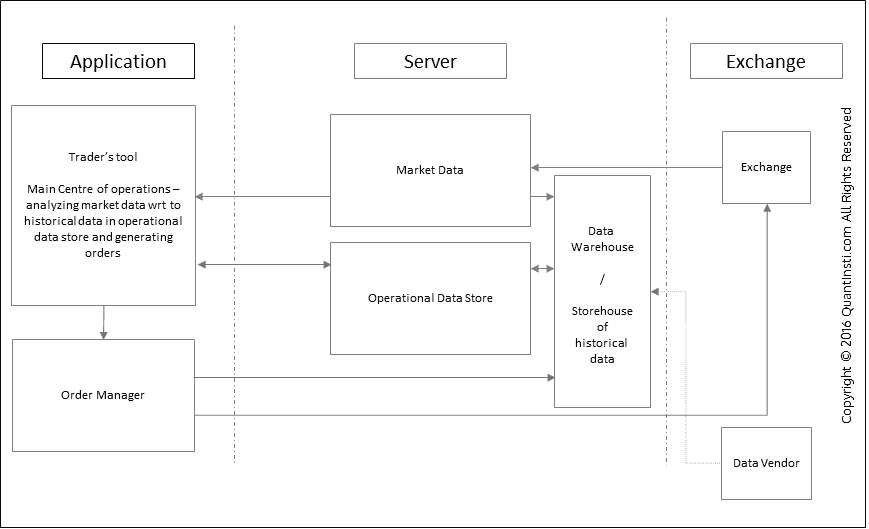 Application
Server
Exchange
Trader's tool
Main Centre of operations –
analyzing market data wrt to
historical data in operational
data store and generating
orders
Market Data
Exchange
Data
Warehouse
/
Storehouse
of
historical
data
Operational Data Store
Order Manager
Data Vendor
Copyright © 2016 QuantInsti.com All Rights Reserved